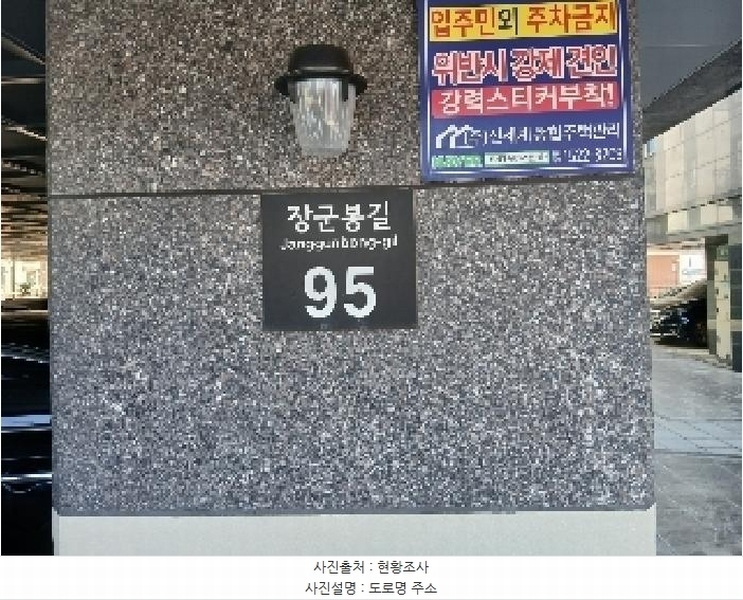 입주민외 주차금지
위반시 강제 견인
강력스티커부착!
장군봉길
Janggunbong-gil
95
사진출처 : 현황조사
사진설명 : 도로명 주소